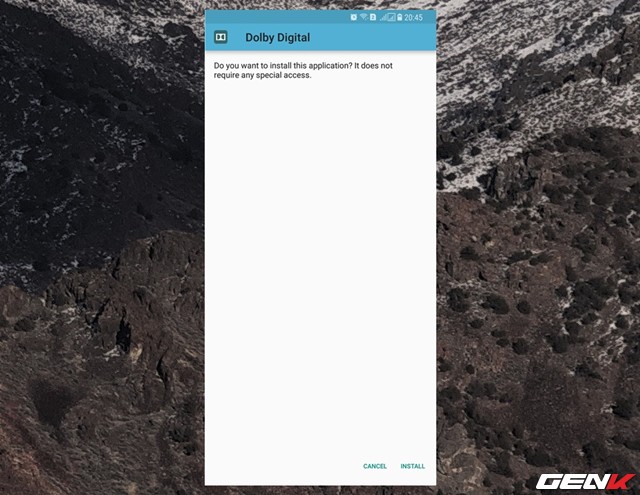 20:45
Dolby Digital
Do you want to install this application? It does not
require any special access.
CANCEL INSTALL
GENK